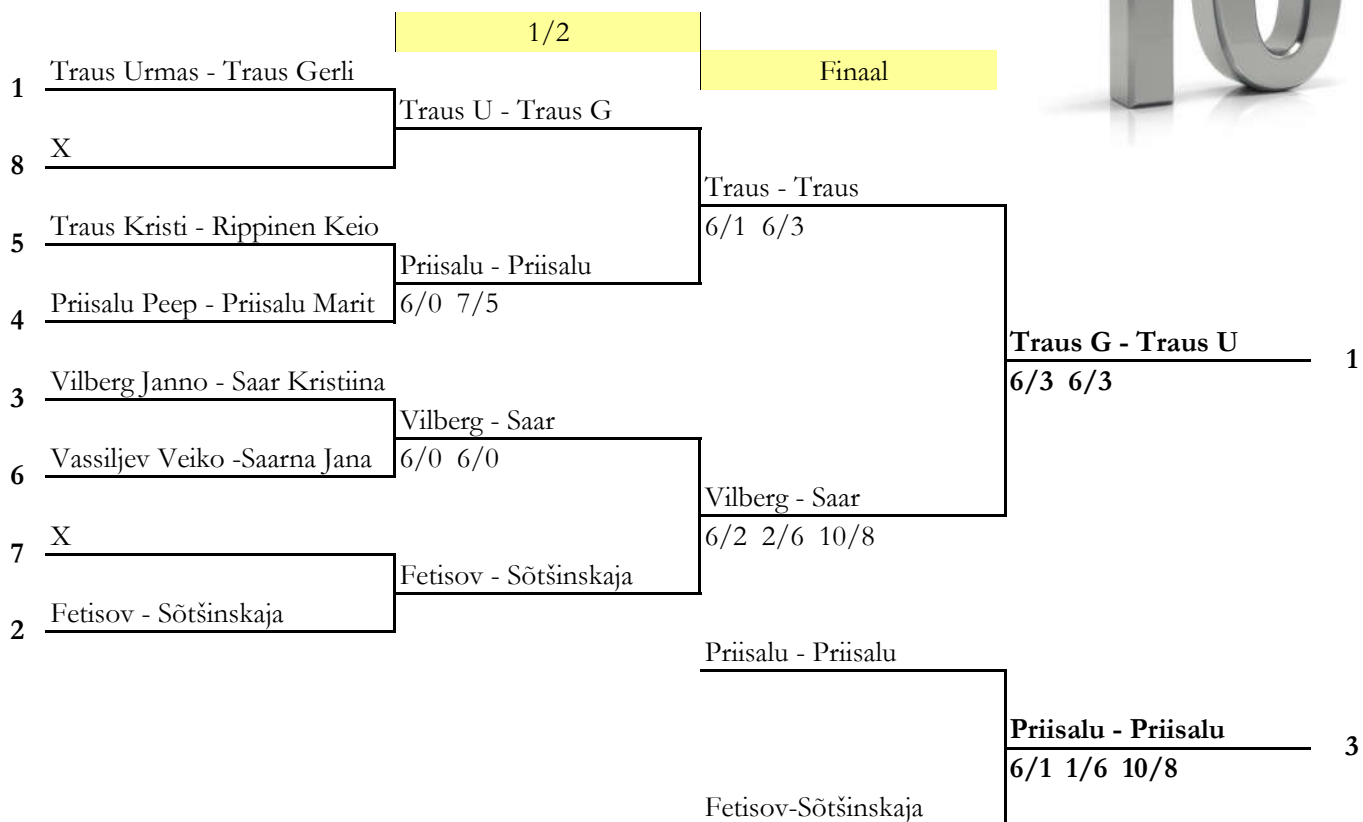 10
1/2
Finaal
1 Traus Urmas - Traus Gerli
Traus U - Traus G
8 X
Traus - Traus
6/1 6/3
5 Traus Kristi - Rippinen Keio
Priisalu - Priisalu
6/0 7/5
4 Priisalu Peep - Priisalu Marit
Traus G - Traus U 1
6/3 6/3
3 Vilberg Janno - Saar Kristiina
Vilberg - Saar
6/0 6/0
6 Vassiljev Veiko -Saarna Jana
Vilberg - Saar
6/2 2/6 10/8
7 X
Fetisov - Sõtšinskaja
2 Fetisov - Sõtšinskaja
Priisalu - Priisalu
Priisalu - Priisalu 3
6/1 1/6 10/8
Fetisov-Sõtšinskaja